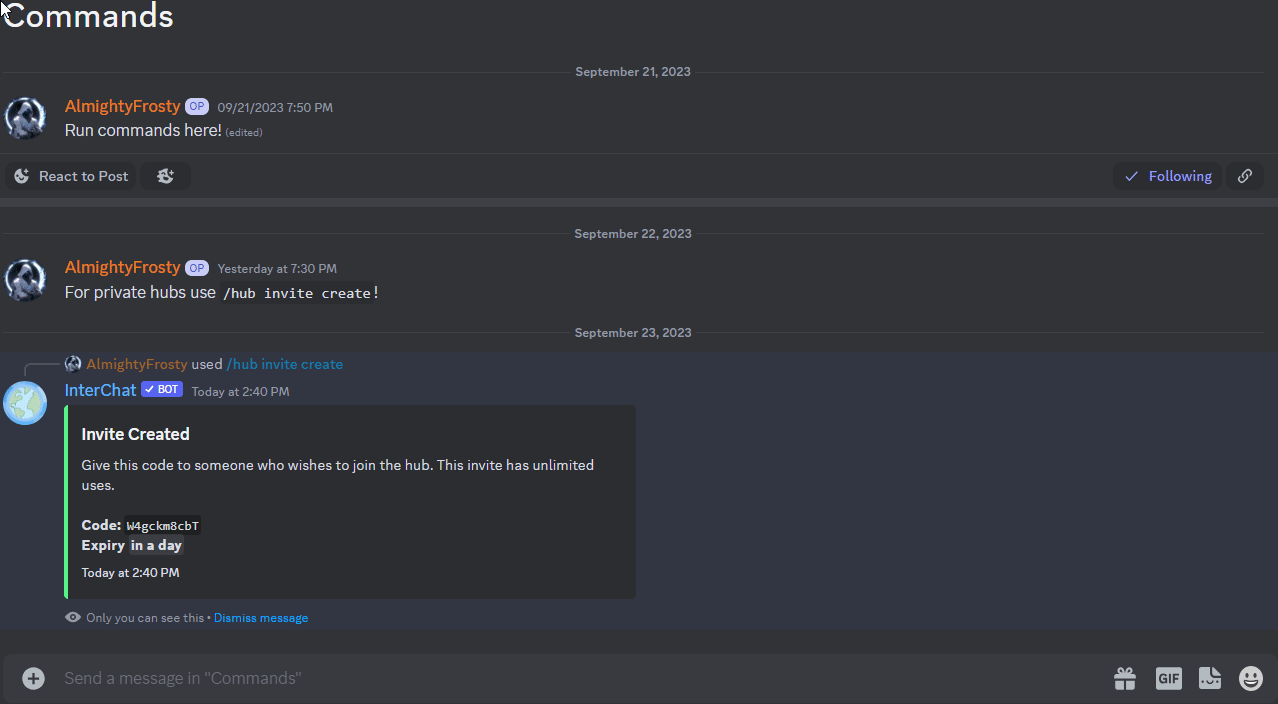 Commands
September 21, 2023
AlmightyFrosty OP 09/21/2023 7:50 PM
Run commands here! (edited)
React to Post
Following
September 22, 2023
AlmightyFrosty OP Yesterday at 7:30 PM
For private hubs use /hub invite create!
September 23, 2023
AlmightyFrosty used /hub invite create
InterChat ✓ BOT Today at 2:40 PM
Invite Created
Give this code to someone who wishes to join the hub. This invite has unlimited
uses.
Code: W4gckm8cbT
Expiry in a day
Today at 2:40 PM
Only you can see this • Dismiss message
Send a message in "Commands"
GIF